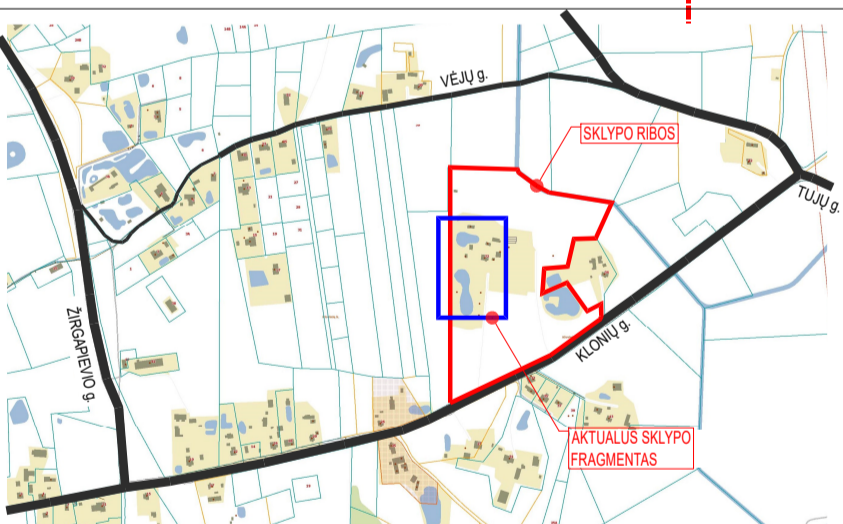 VĖJŲ g.
SKLYPO RIBOS
TUJŲ g.
ŽIRGAPIEVIO g.
KLONIŲ g.
AKTUALUS SKLYPO
FRAGMENTAS